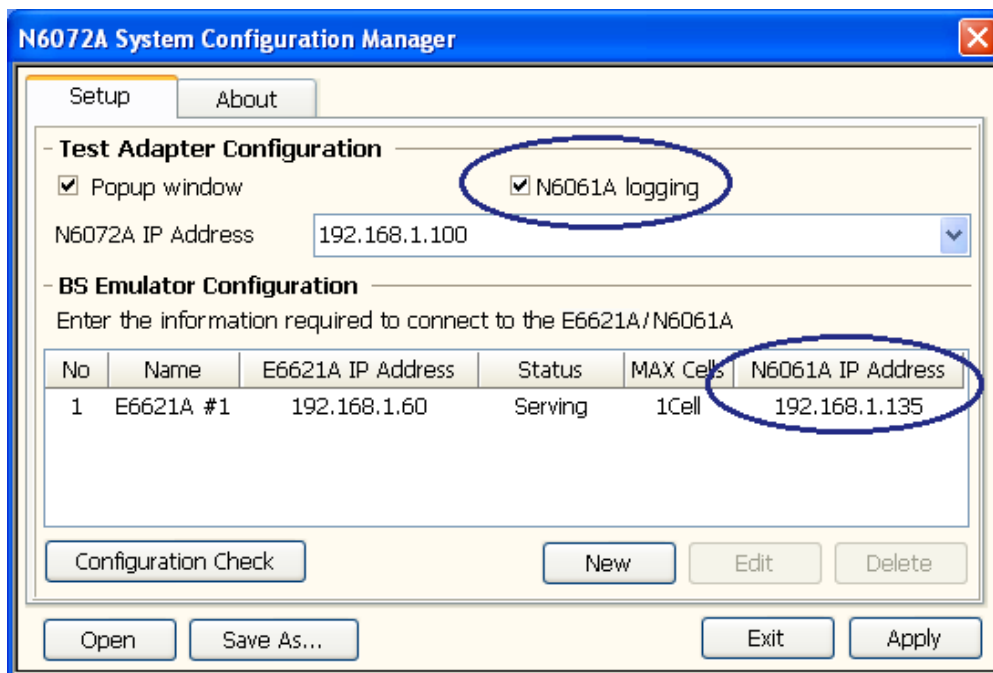 N6072A System Configuration Manager
Setup About
Test Adapter Configuration
Popup window N6061A logging
N6072A IP Address 192.168.1.100
BS Emulator Configuration
Enter the information required to connect to the E6621A/N6061A
No Name E6621A IP Address Status MAX Cells N6061A IP Address
1 E6621A #1 192.168.1.60 Serving 1Cell 192.168.1.135
Configuration Check New Edit Delete
Open Save As... Exit Apply